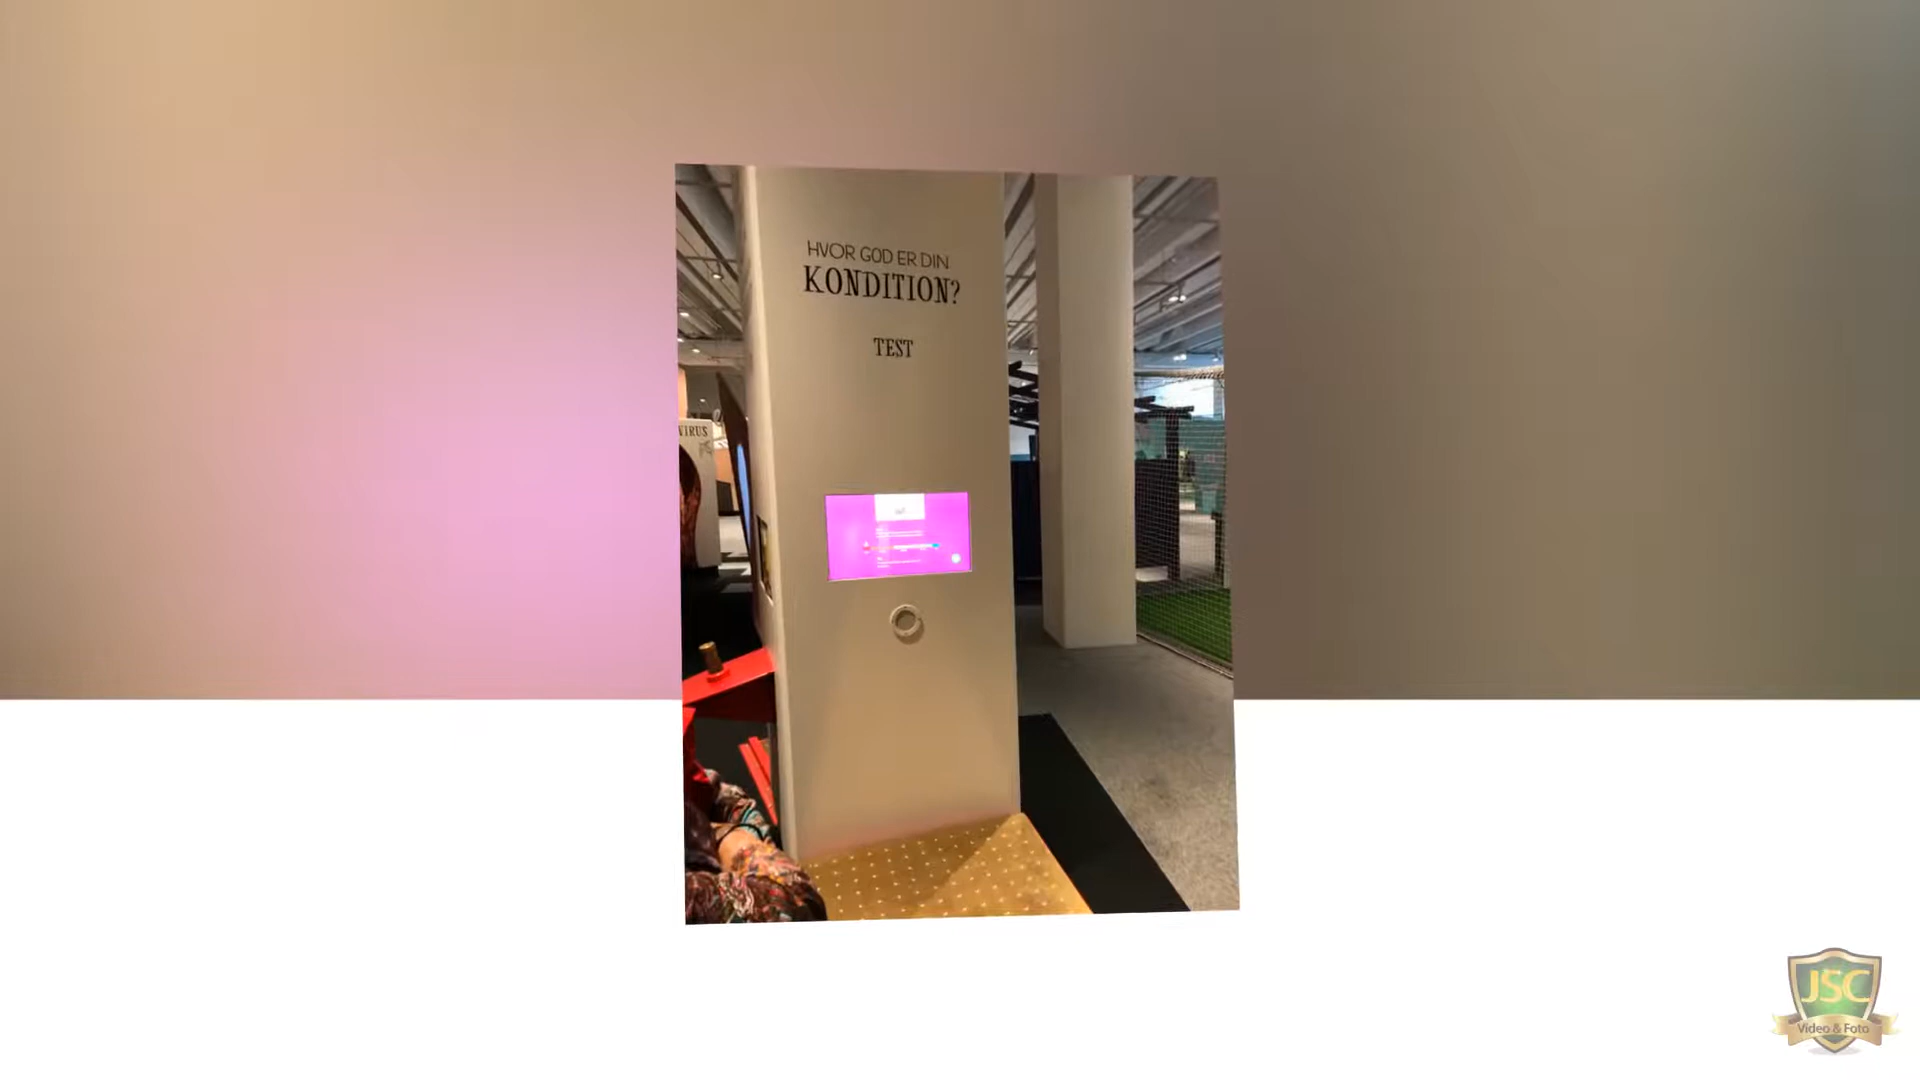 HVOR GOD ER DIN
KONDITION?
TEST
VIRUS
JSC
Video & Foto